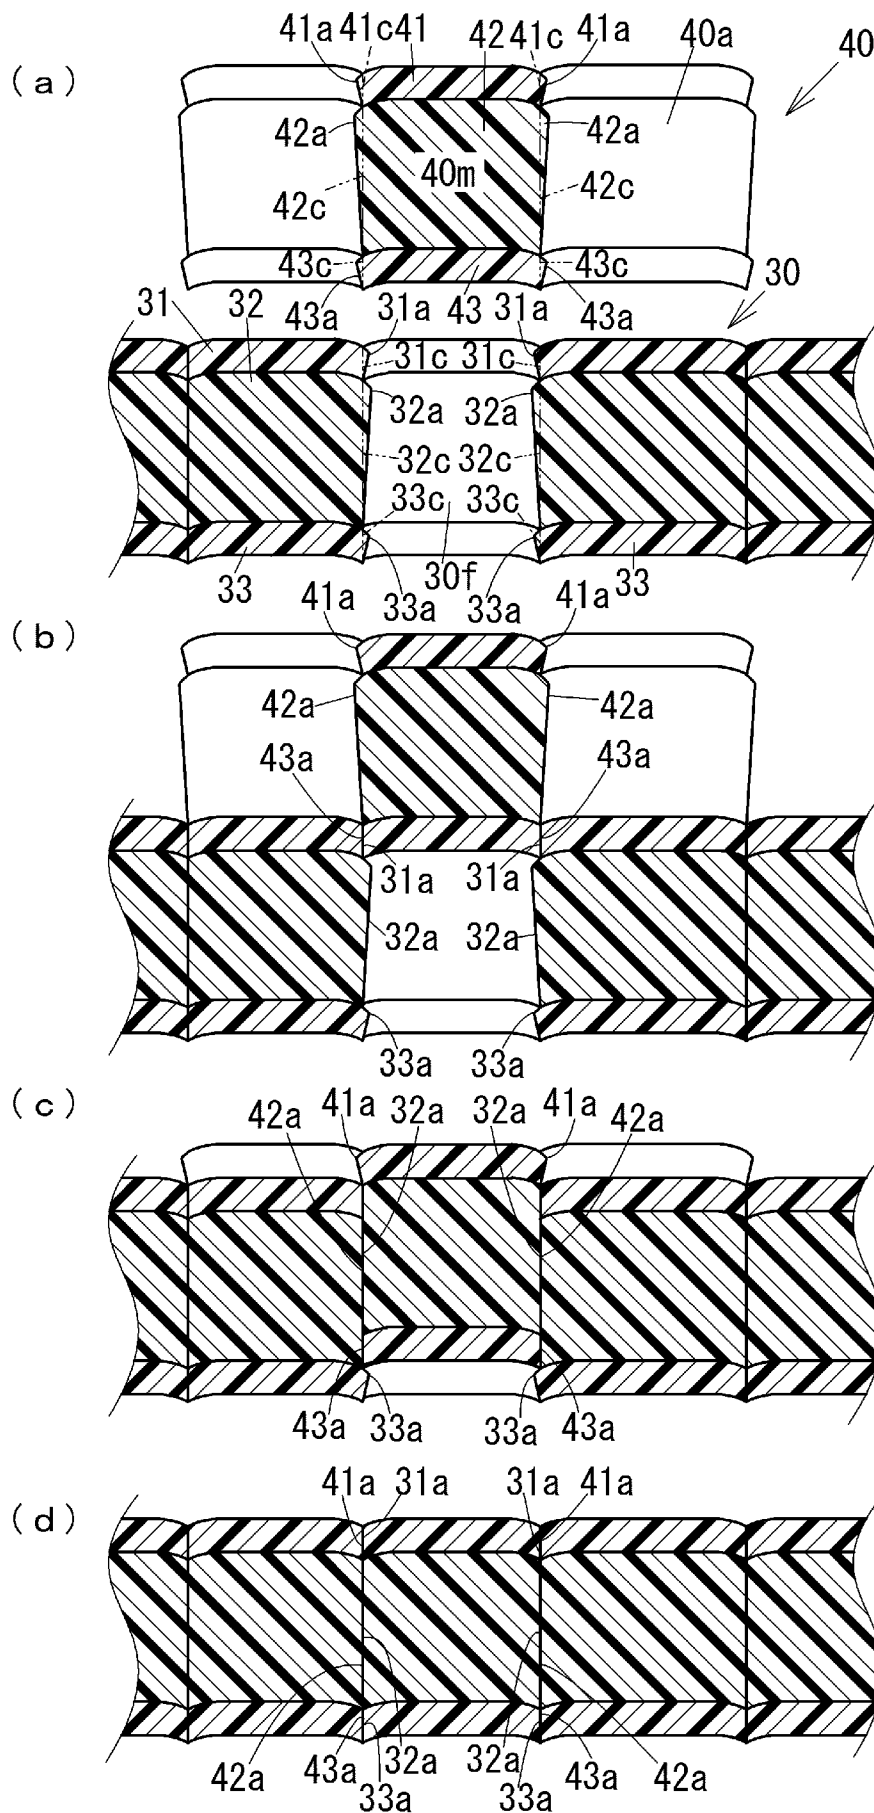 41a 41c 41 42 41c 41a 40a 40
(a)
42a 42a
40m
42c 42c
43c 43c
43a 43 43a
30
31 32 31a 31a
31c 31c
32a 32a
32c 32c
33c 33c
30f
33 33a 33a 33
(b)
41a 41a
42a 42a
43a 43a
31a 31a
32a 32a
33a 33a
(c)
42a 41a 32a 32a 41a 42a
43a 33a 33a 43a
(d)
41a 31a 31a 41a
42a 43a 32a 32a 43a 42a
33a 33a